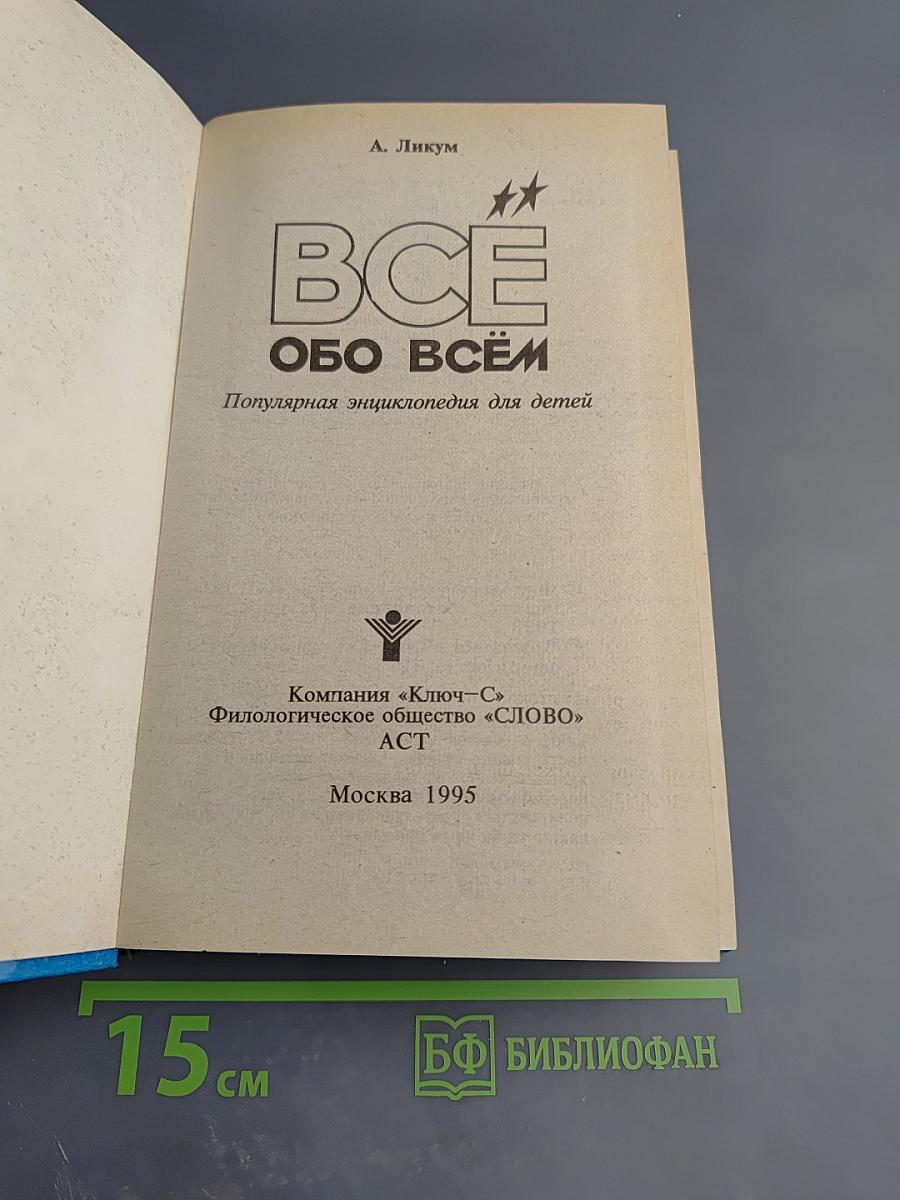 А. Ликум
ВСЁ
ОБО ВСЁМ
Популярная энциклопедия для детей
Компания «Ключ—С»
Филологическое общество «СЛОВО»
АСТ
Москва 1995
15 см
БФ БИБЛИОФАН